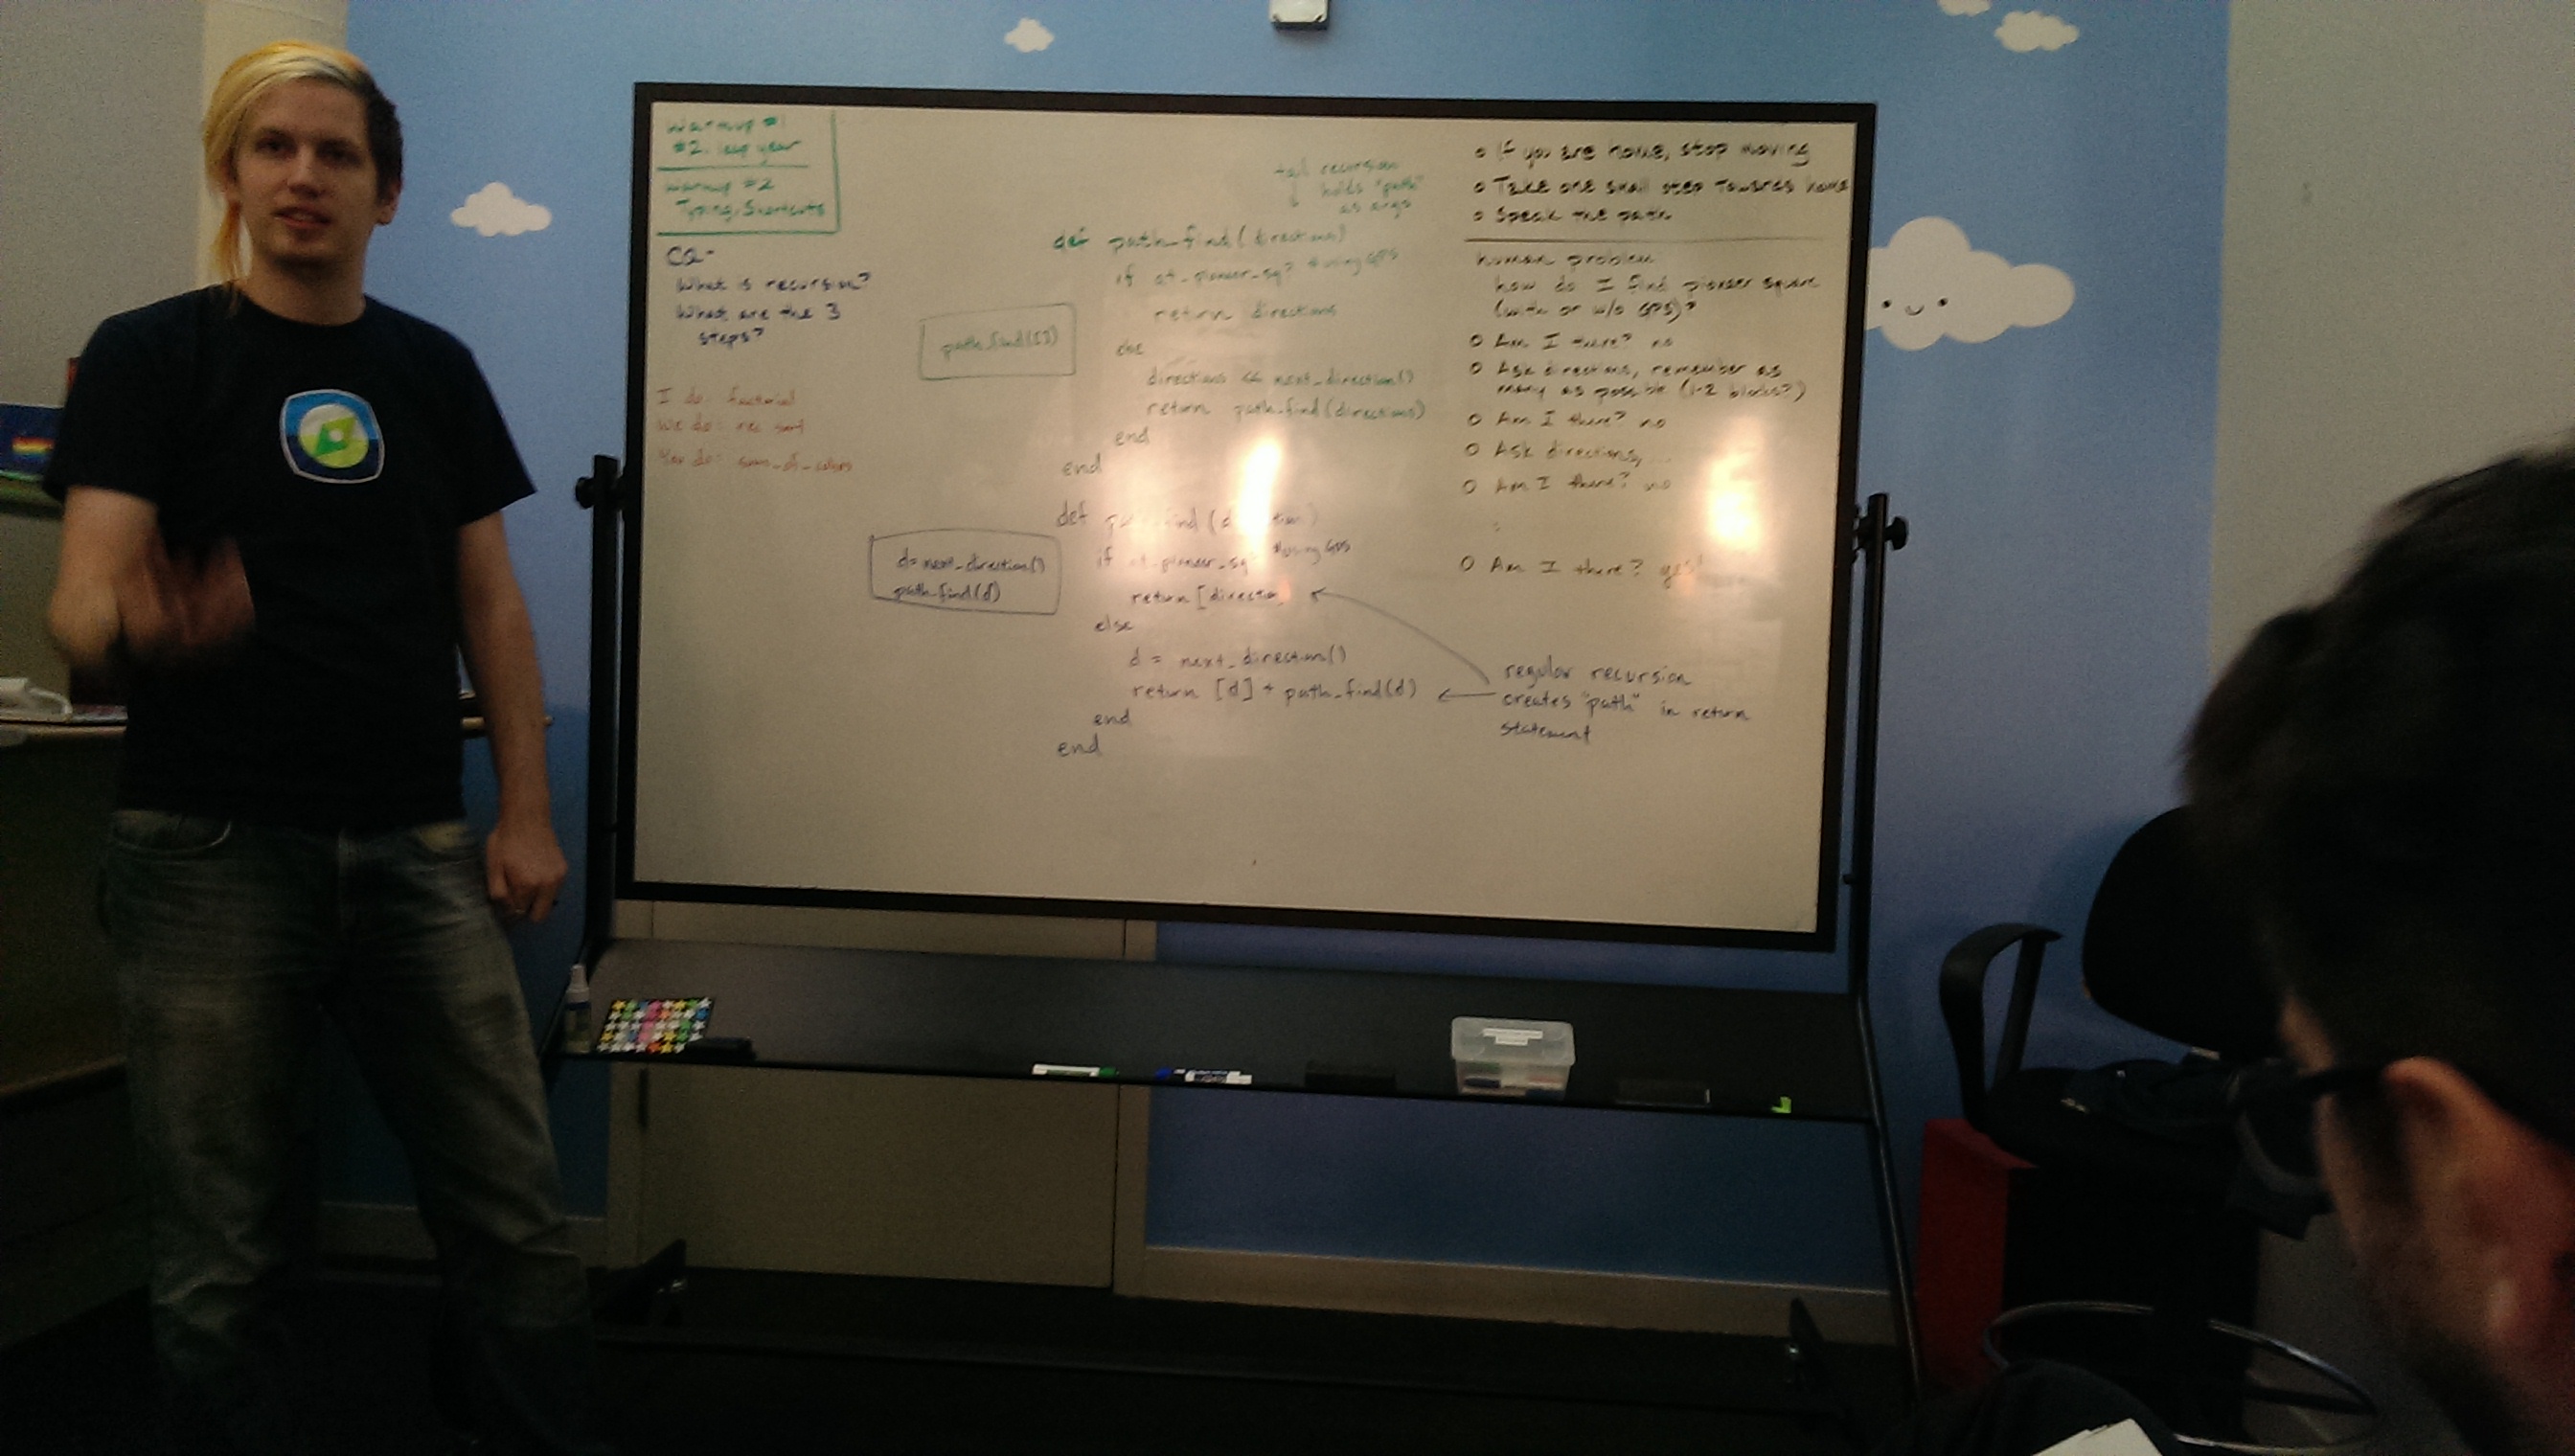 Warmup #1
#2: leap year
Warmup #2
Typing Shortcuts
CQ-
What is recursion?
What are the 3
steps?
I do: factorial
We do: rec sort
You do:
tail recursion
holds "path"
as args
def path_find(directions)
if at_pioneer_sq? #using GPS
return directions
else
directions << next_direction()
return path_find(directions)
end
end
path_find([])
def find (
if at_pioneer_sq #using GPS
return [direction
else
d = next_direction()
return [d] + path_find(d)
end
end
d=next_direction()
path_find(d)
regular recursion
creates "path" in return
statement
o If you are home, stop moving
o Take one small step towards home
o Speak the path
human problem
how do I find pioneer square
(with or w/o GPS)?
o Am I there? no
o Ask directions, remember as
many as possible (1-2 blocks?)
o Am I there? no
o Ask directions, ...
o Am I there? no
:
o Am I there? yes!